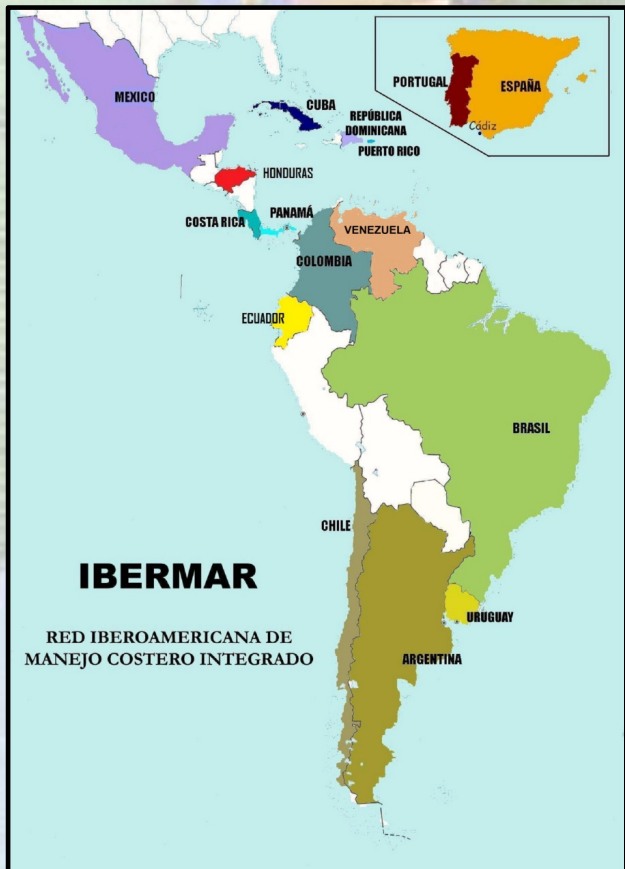 MEXICO
CUBA
REPÚBLICA
DOMINICANA
PUERTO RICO
HONDURAS
COSTA RICA
PANAMÁ
VENEZUELA
COLOMBIA
ECUADOR
BRASIL
CHILE
URUGUAY
ARGENTINA
PORTUGAL
ESPAÑA
Cádiz
IBERMAR
RED IBEROAMERICANA DE
MANEJO COSTERO INTEGRADO